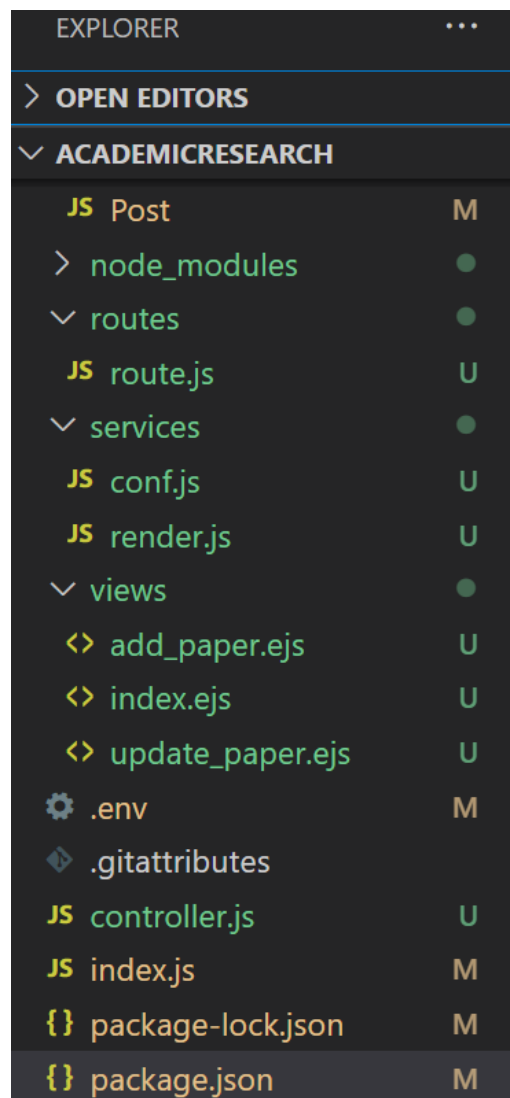 EXPLORER ...
OPEN EDITORS
ACADEMICRESEARCH
JS Post M
node_modules
routes
JS route.js U
services
JS conf.js U
JS render.js U
views
<> add_paper.ejs U
<> index.ejs U
<> update_paper.ejs U
.env M
.gitattributes
JS controller.js U
JS index.js M
{} package-lock.json M
{} package.json M